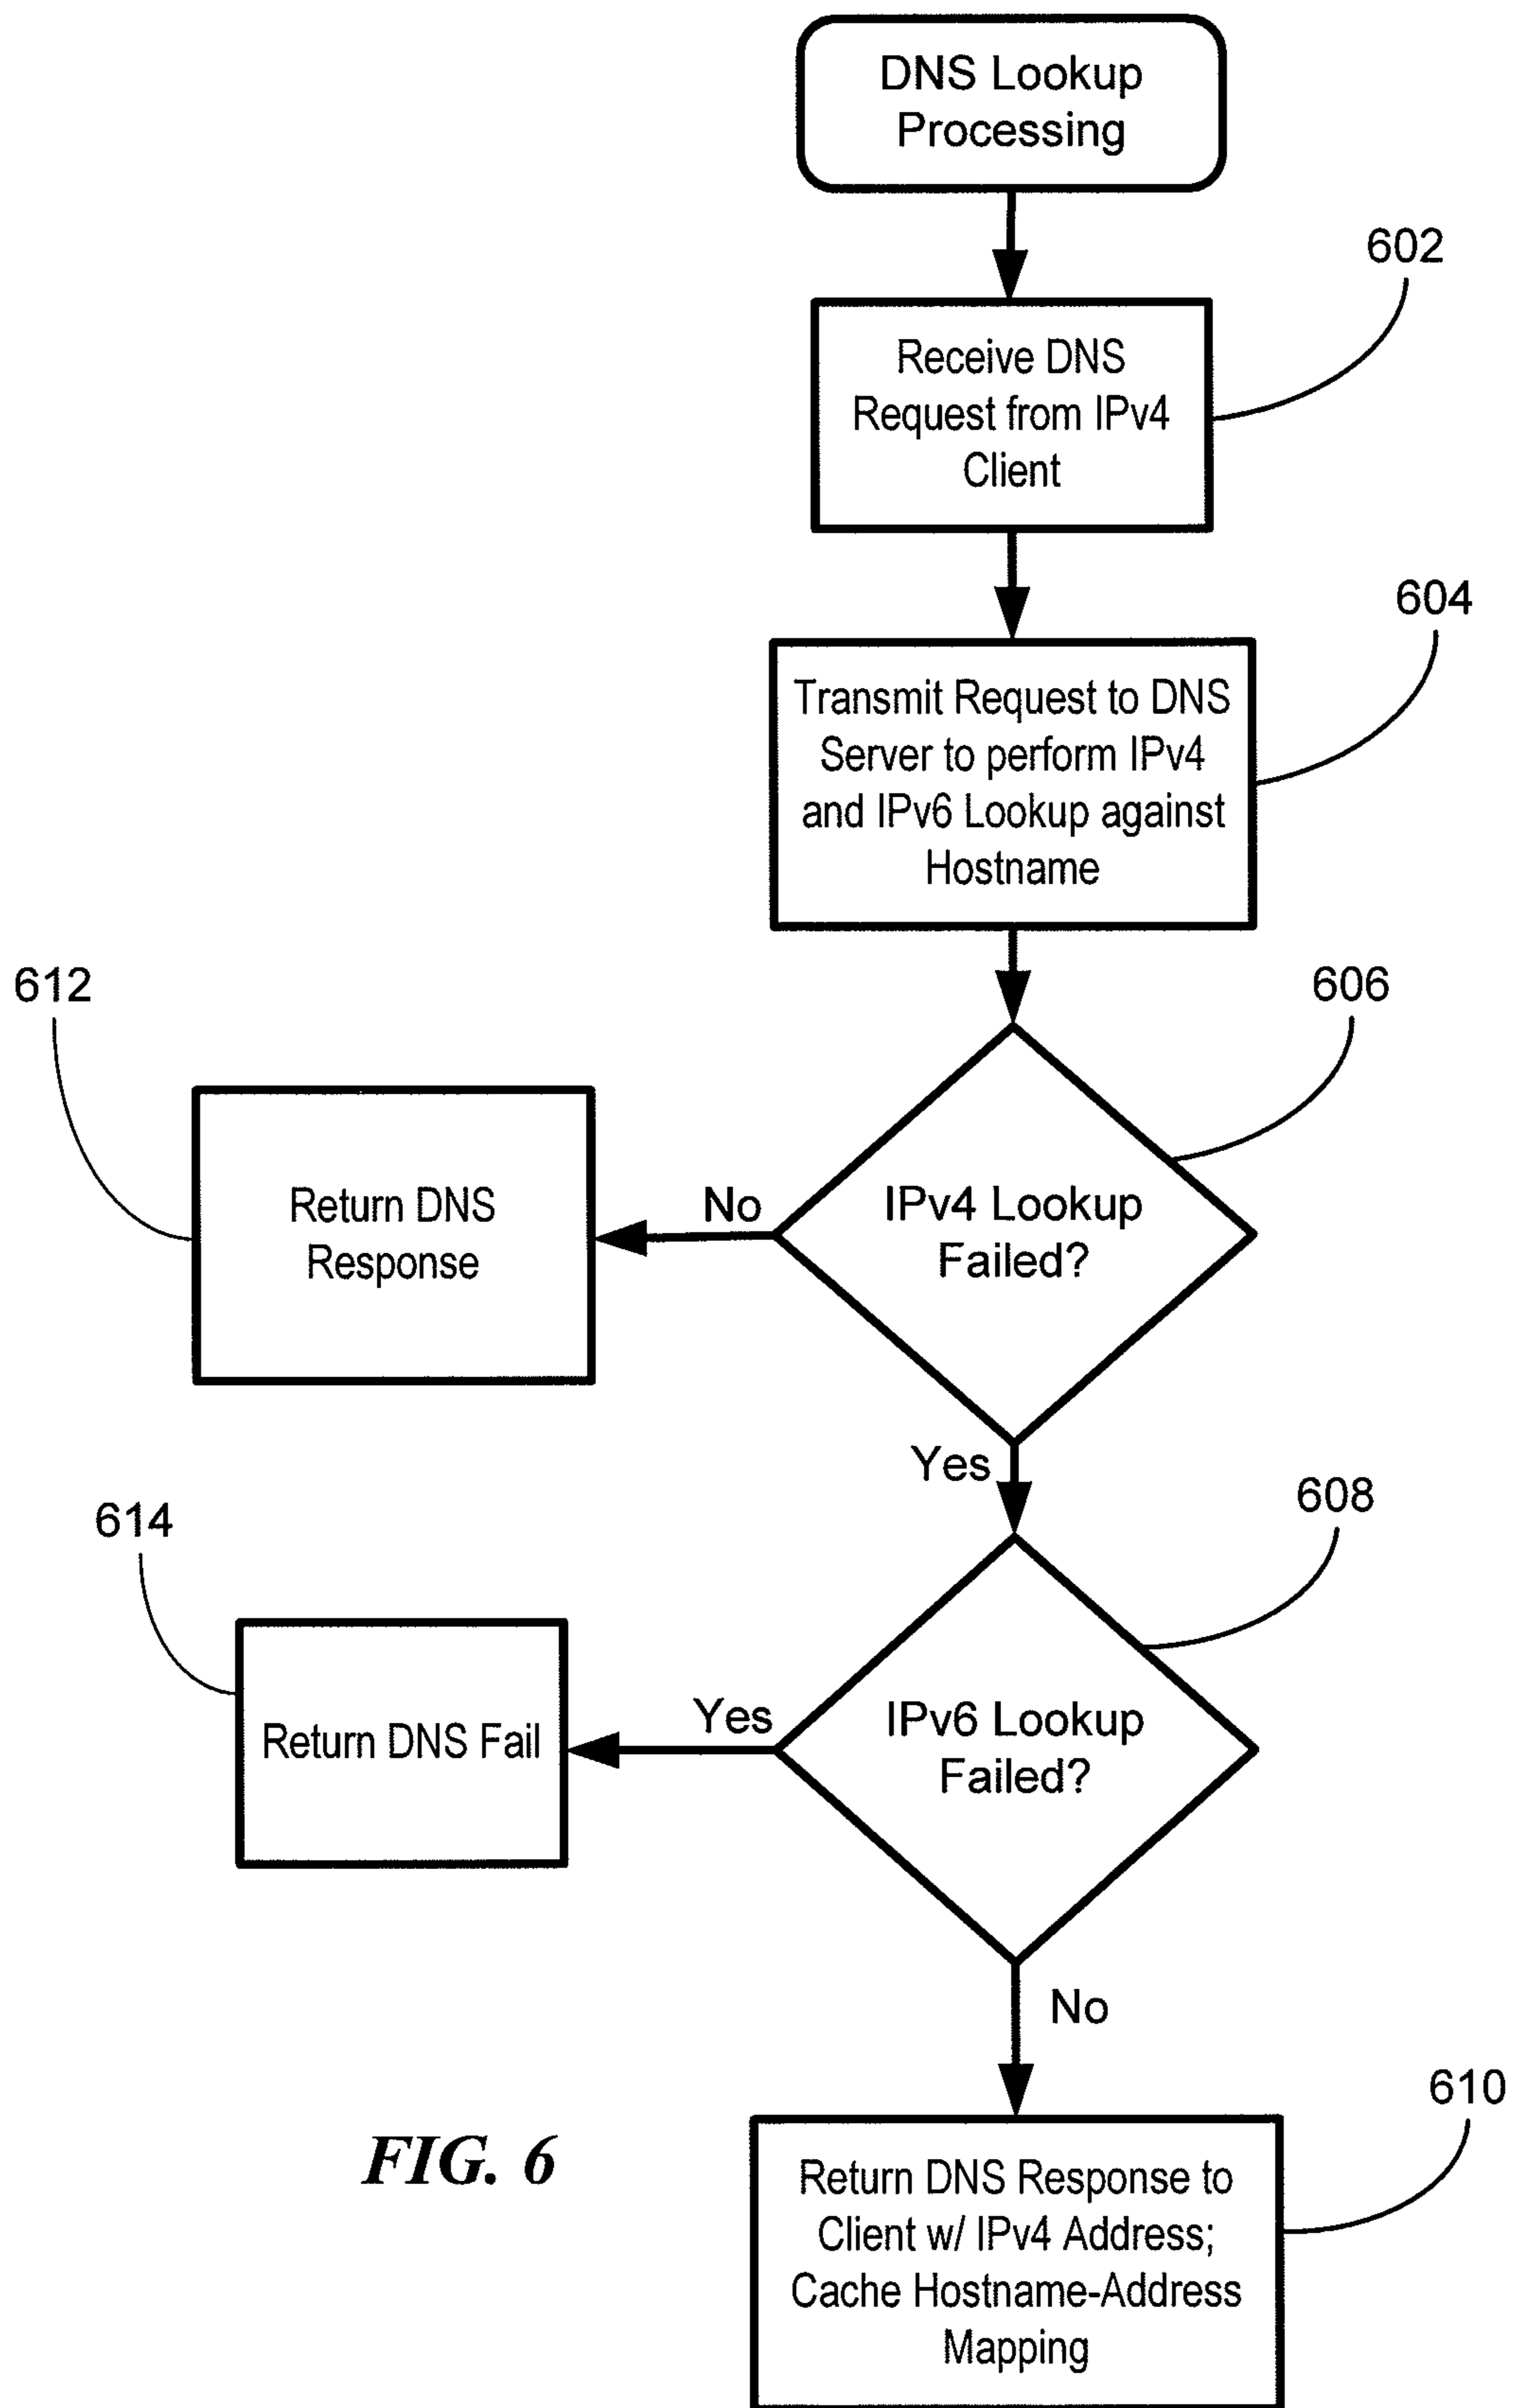 DNS Lookup
Processing
602
Receive DNS
Request from IPv4
Client
604
Transmit Request to DNS
Server to perform IPv4
and IPv6 Lookup against
Hostname
612
606
Return DNS
Response
No
IPv4 Lookup
Failed?
Yes
614
608
Return DNS Fail
Yes
IPv6 Lookup
Failed?
No
610
FIG. 6
Return DNS Response to
Client w/ IPv4 Address;
Cache Hostname-Address
Mapping